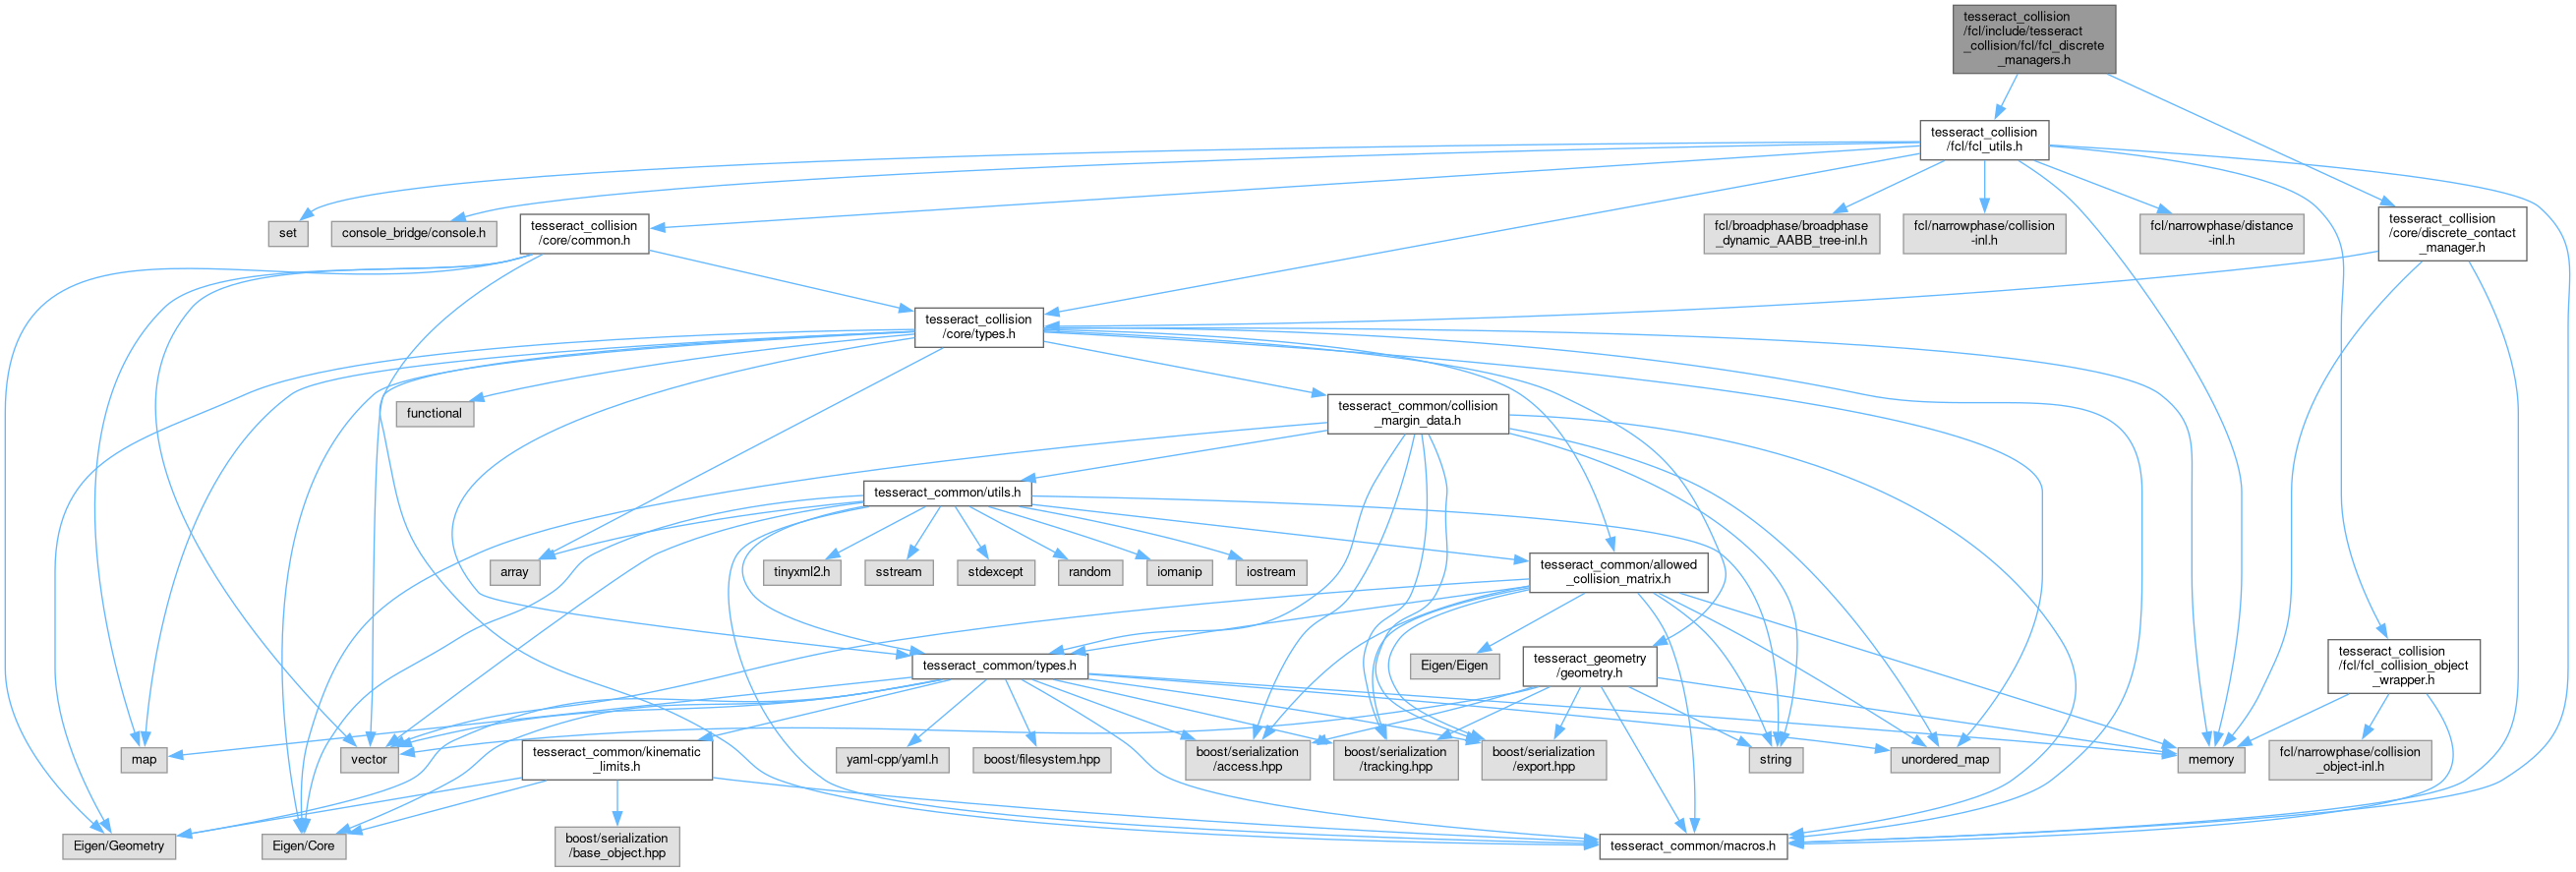 tesseract_collision
/fcl/include/tesseract
_collision/fcl/fcl_discrete
_managers.h
tesseract_collision
/fcl/fcl_utils.h
set
console_bridge/console.h
tesseract_collision
/core/common.h
fcl/broadphase/broadphase
_dynamic_AABB_tree-inl.h
fcl/narrowphase/collision
-inl.h
fcl/narrowphase/distance
-inl.h
tesseract_collision
/core/discrete_contact
_manager.h
tesseract_collision
/core/types.h
functional
tesseract_common/collision
_margin_data.h
tesseract_common/utils.h
array
tinyxml2.h
sstream
stdexcept
random
iomanip
iostream
tesseract_common/allowed
_collision_matrix.h
tesseract_common/types.h
Eigen/Eigen
tesseract_geometry
/geometry.h
tesseract_collision
/fcl/fcl_collision_object
_wrapper.h
map
vector
tesseract_common/kinematic
_limits.h
yaml-cpp/yaml.h
boost/filesystem.hpp
boost/serialization
/access.hpp
boost/serialization
/tracking.hpp
boost/serialization
/export.hpp
string
unordered_map
memory
fcl/narrowphase/collision
_object-inl.h
Eigen/Geometry
Eigen/Core
boost/serialization
/base_object.hpp
tesseract_common/macros.h